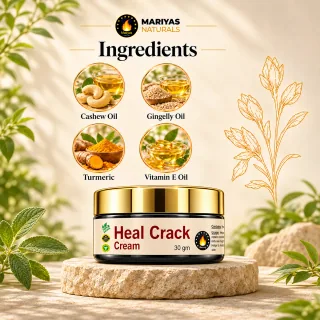 MARIYAS
NATURALS
Ingredients
Cashew Oil
Gingelly Oil
Turmeric
Vitamin E Oil
Heal Crack
Cream
30 gm